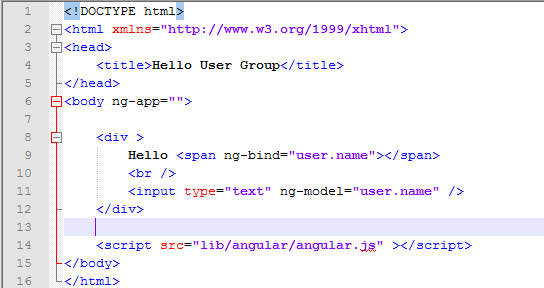 1 <!DOCTYPE html>
2 <html xmlns="http://www.w3.org/1999/xhtml">
3 <head>
4 <title>Hello User Group</title>
5 </head>
6 <body ng-app="">
7
8 <div >
9 Hello <span ng-bind="user.name"></span>
10 <br />
11 <input type="text" ng-model="user.name" />
12 </div>
13
14 <script src="lib/angular/angular.js" ></script>
15 </body>
16 </html>